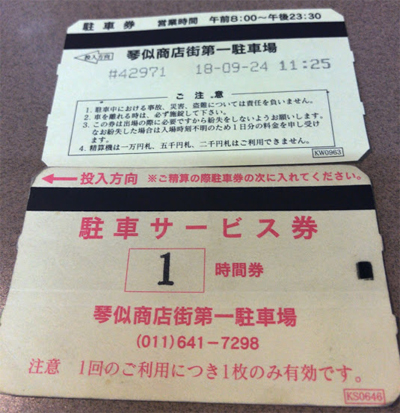 駐車券 営業時間 午前8:00～午後23:30
投入方向 琴似商店街第一駐車場
#42971 18-09-24 11:25
ご注意
1. 駐車中における事故、災害、盗難については責任を負いません。
2. 車を離れる時は、必ず施錠して下さい。
3. この券は出場の際に必要ですから紛失をしないようお願いします。
なお紛失した場合は入場時刻不明のため1日分の料金を申し受け
ます。
4. 精算機は一万円札、五千円札、二千円札はご利用できません。
KW0963
投入方向 ※ご精算の際駐車券の次に入れてください。
駐車サービス券
1 時間券
琴似商店街第一駐車場
(011)641-7298
注意 1回のご利用につき1枚のみ有効です。
KS0646